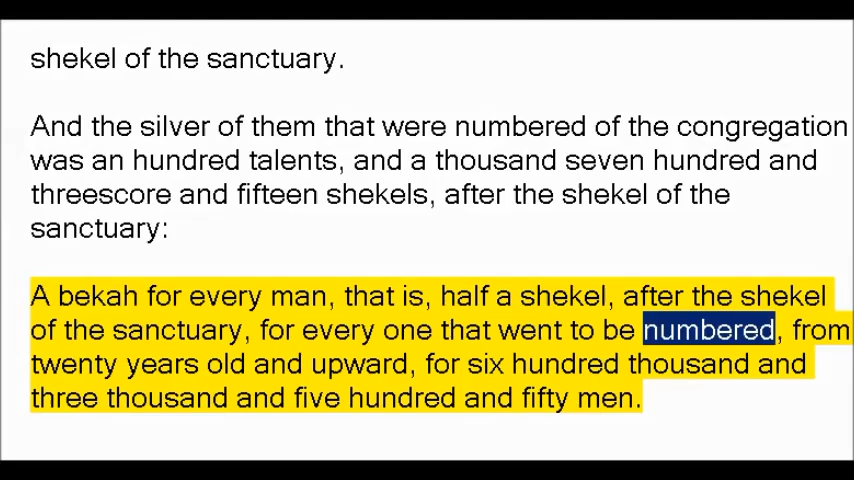 shekel of the sanctuary.
And the silver of them that were numbered of the congregation
was an hundred talents, and a thousand seven hundred and
threescore and fifteen shekels, after the shekel of the
sanctuary:
A bekah for every man, that is, half a shekel, after the shekel
of the sanctuary, for every one that went to be numbered, from
twenty years old and upward, for six hundred thousand and
three thousand and five hundred and fifty men.